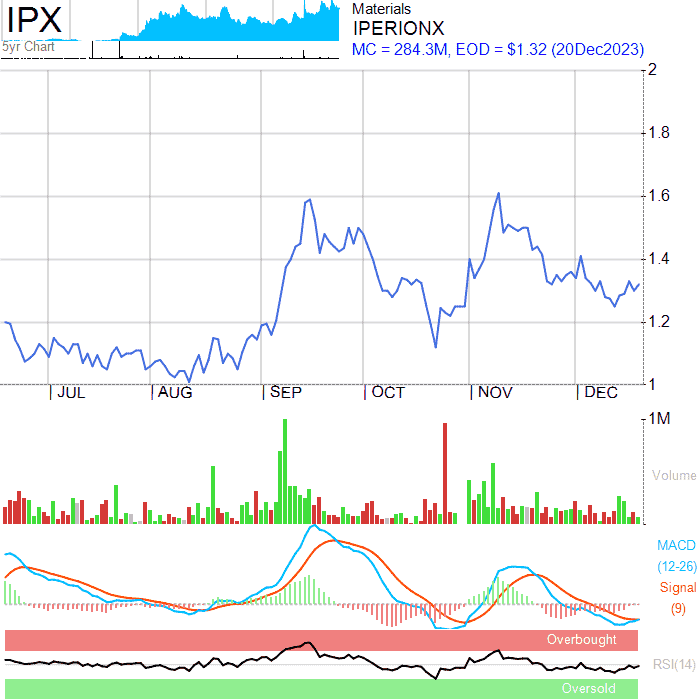 IPX
5yr Chart
Materials
IPERIONX
MC = 284.3M, EOD = $1.32 (20Dec2023)
2
1.8
1.6
1.4
1.2
1
JUL AUG SEP OCT NOV DEC
1M
Volume
MACD
(12-26)
Signal
(9)
Overbought
RSI(14)
Oversold